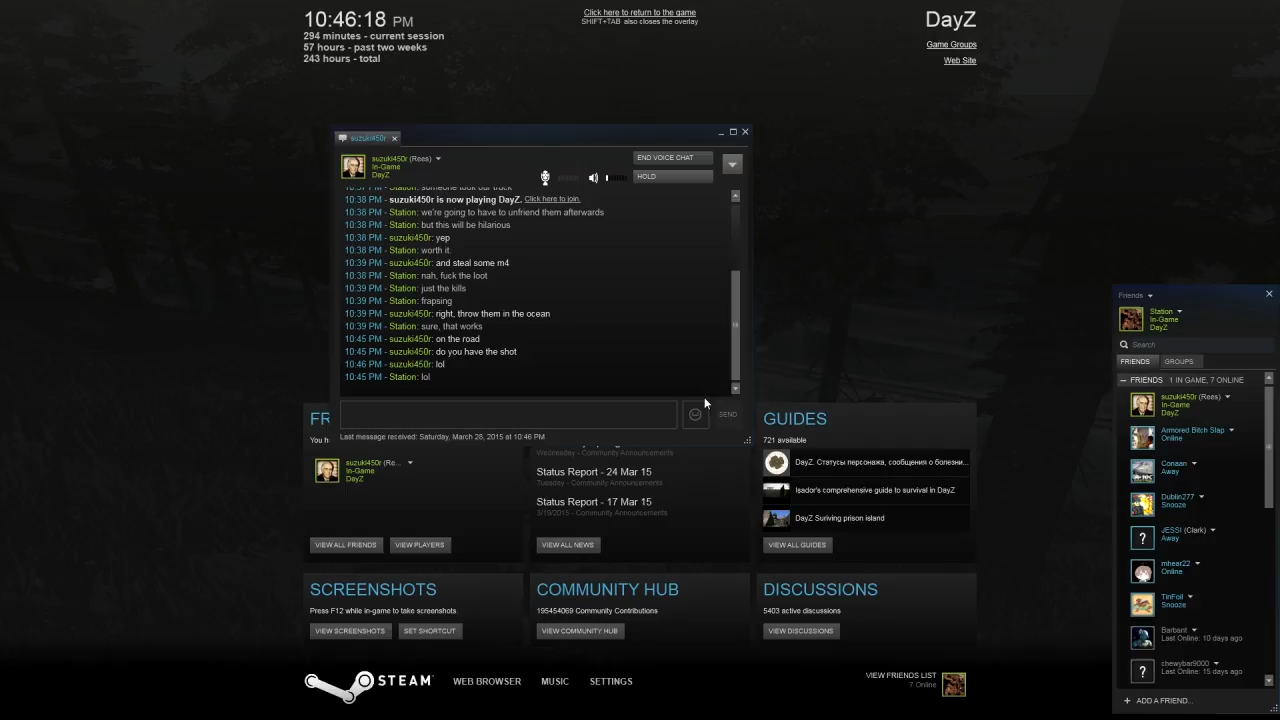 10:46:18 PM
294 minutes - current session
57 hours - past two weeks
243 hours - total
Click here to return to the game
SHIFT+TAB also closes the overlay
DayZ
Game Groups
Web Site
suzuki450r
suzuki450r (Rees)
In-Game
DayZ
END VOICE CHAT
HOLD
10:37 PM - Station: someone took our truck
10:38 PM - suzuki450r is now playing DayZ. Click here to join.
10:38 PM - Station: we're going to have to unfriend them afterwards
10:38 PM - Station: but this will be hilarious
10:38 PM - suzuki450r: yep
10:38 PM - Station: worth it.
10:39 PM - suzuki450r: and steal some m4
10:38 PM - Station: nah, fuck the loot
10:39 PM - Station: just the kills
10:39 PM - Station: frapsing
10:39 PM - suzuki450r: right, throw them in the ocean
10:39 PM - Station: sure, that works
10:45 PM - suzuki450r: on the road
10:45 PM - suzuki450r: do you have the shot
10:46 PM - suzuki450r: lol
10:45 PM - Station: lol
SEND
Last message received: Saturday, March 28, 2015 at 10:46 PM
FR
You h
suzuki450r (Re...
In-Game
DayZ
VIEW ALL FRIENDS
VIEW PLAYERS
Wednesday - Community Announcements
Status Report - 24 Mar 15
Tuesday - Community Announcements
Status Report - 17 Mar 15
3/19/2015 - Community Announcements
VIEW ALL NEWS
GUIDES
721 available
DayZ. Статусы персонажа, сообщения о болезни...
Isador's comprehensive guide to survival in DayZ
DayZ Suriving prison island
VIEW ALL GUIDES
SCREENSHOTS
Press F12 while in-game to take screenshots
VIEW SCREENSHOTS
SET SHORTCUT
COMMUNITY HUB
195454069 Community Contributions
VIEW COMMUNITY HUB
DISCUSSIONS
5403 active discussions
VIEW DISCUSSIONS
STEAM
WEB BROWSER
MUSIC
SETTINGS
VIEW FRIENDS LIST
7 Online
Friends
Station
In-Game
DayZ
Search
FRIENDS
GROUPS
FRIENDS 1 IN GAME, 7 ONLINE
suzuki450r (Rees)
In-Game
DayZ
Armored Bitch Slap
Online
Conaan
Away
Dublin277
Snooze
JESSI (Clark)
Away
mhear22
Online
TinFoil
Snooze
Barbant
Last Online: 10 days ago
chewybar9000
Last Online: 15 days ago
+ ADD A FRIEND...